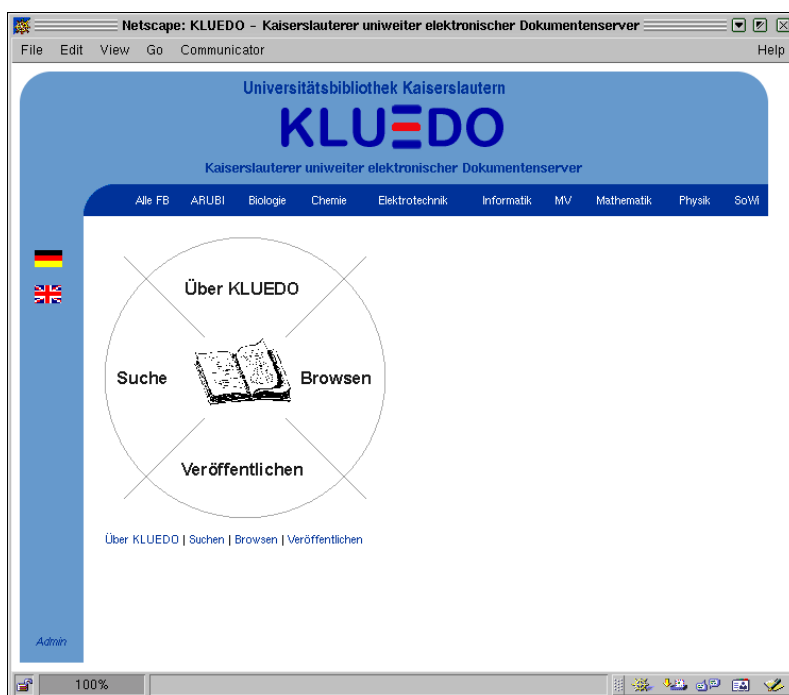 Netscape: KLUEDO - Kaiserslauterer uniweiter elektronischer Dokumentenserver
File Edit View Go Communicator Help
Universitätsbibliothek Kaiserslautern
KLUEDO
Kaiserslauterer uniweiter elektronischer Dokumentenserver
Alle FB ARUBI Biologie Chemie Elektrotechnik Informatik MV Mathematik Physik SoWi
Über KLUEDO
Suche Browsen
Veröffentlichen
Über KLUEDO | Suchen | Browsen | Veröffentlichen
Admin
100%